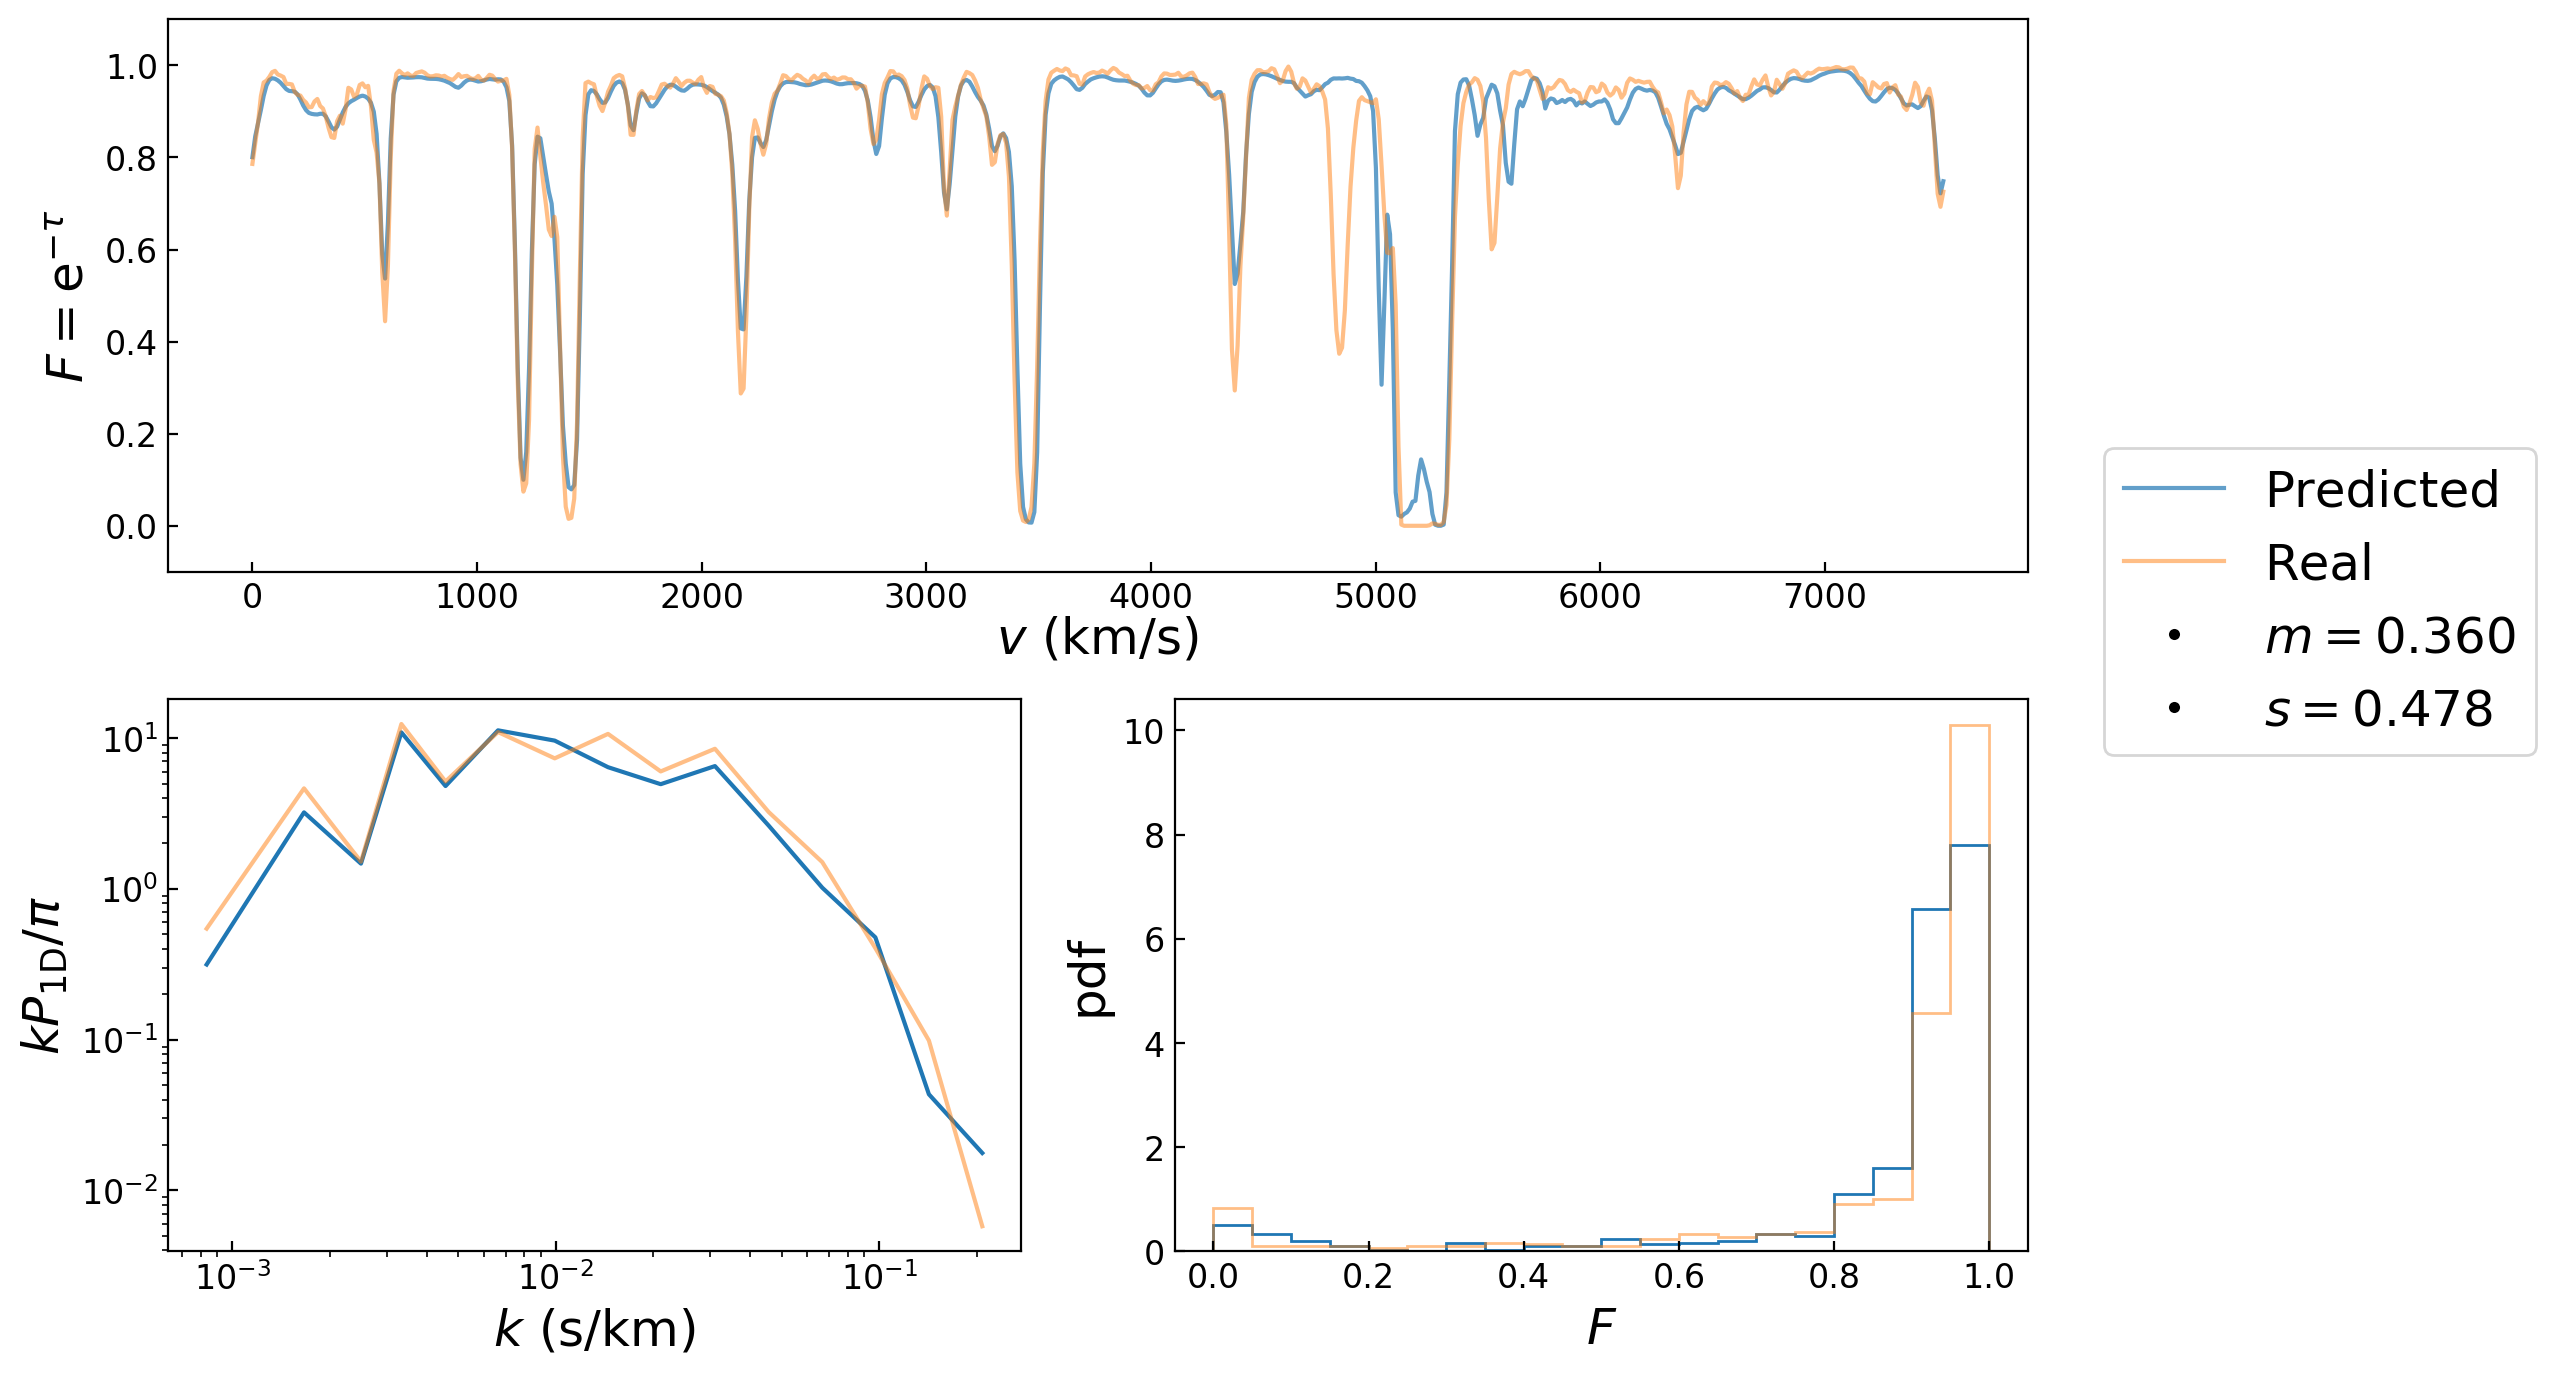 1.0
0.8
0.6
0.4
0.2
0.0
F = e^{−τ}
0 1000 2000 3000 4000 5000 6000 7000
v (km/s)
Predicted
Real
m = 0.360
s = 0.478
10^1
10^0
10^{−1}
10^{−2}
kP_{1D}/π
10^{−3} 10^{−2} 10^{−1}
k (s/km)
10
8
6
4
2
0
pdf
0.0 0.2 0.4 0.6 0.8 1.0
F